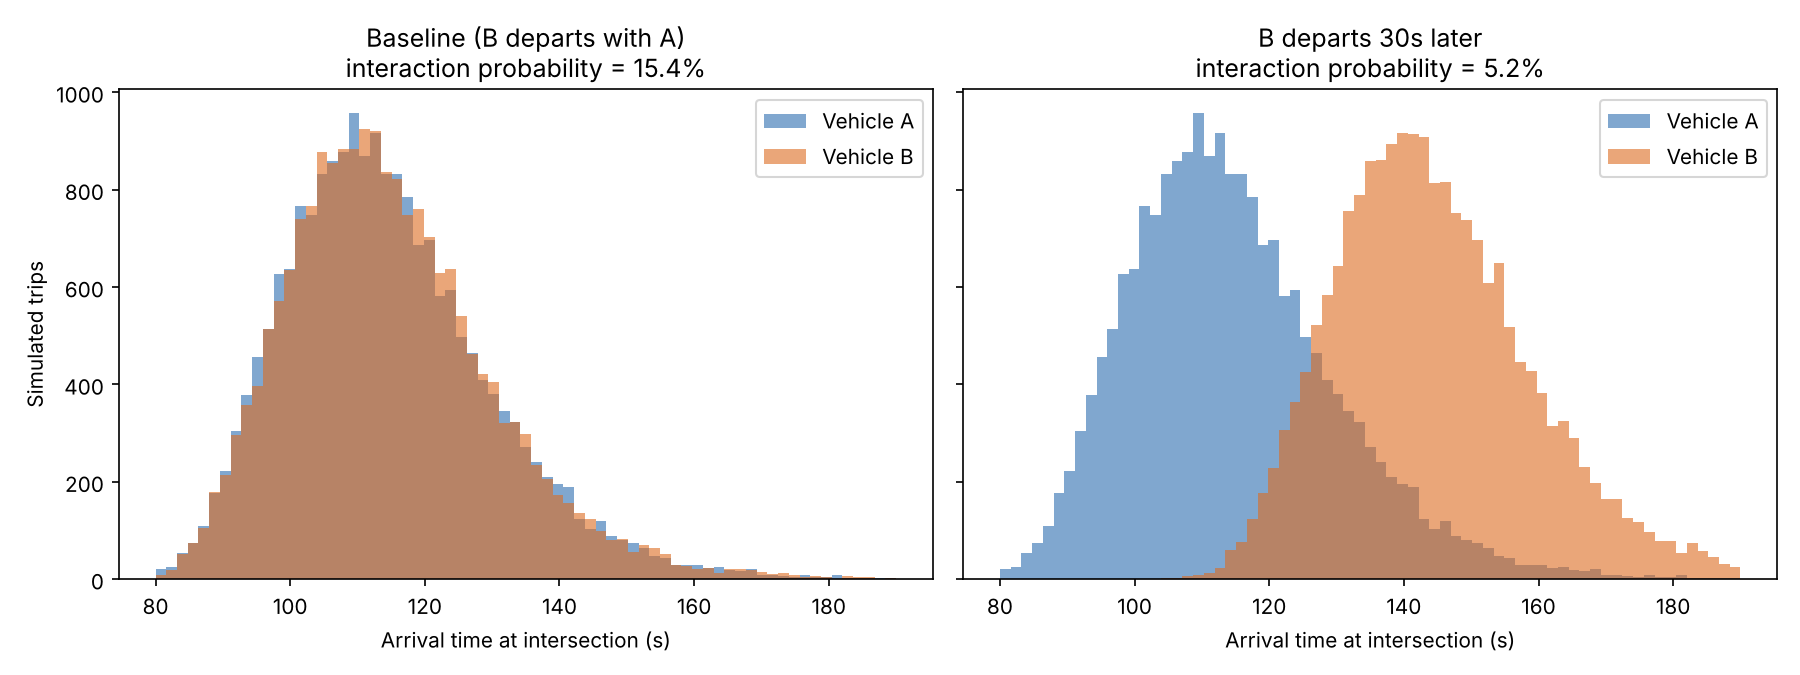 Baseline (B departs with A)
interaction probability = 15.4%
B departs 30s later
interaction probability = 5.2%
Vehicle A
Vehicle B
Vehicle A
Vehicle B
Simulated trips
1000
800
600
400
200
0
80 100 120 140 160 180
80 100 120 140 160 180
Arrival time at intersection (s)
Arrival time at intersection (s)